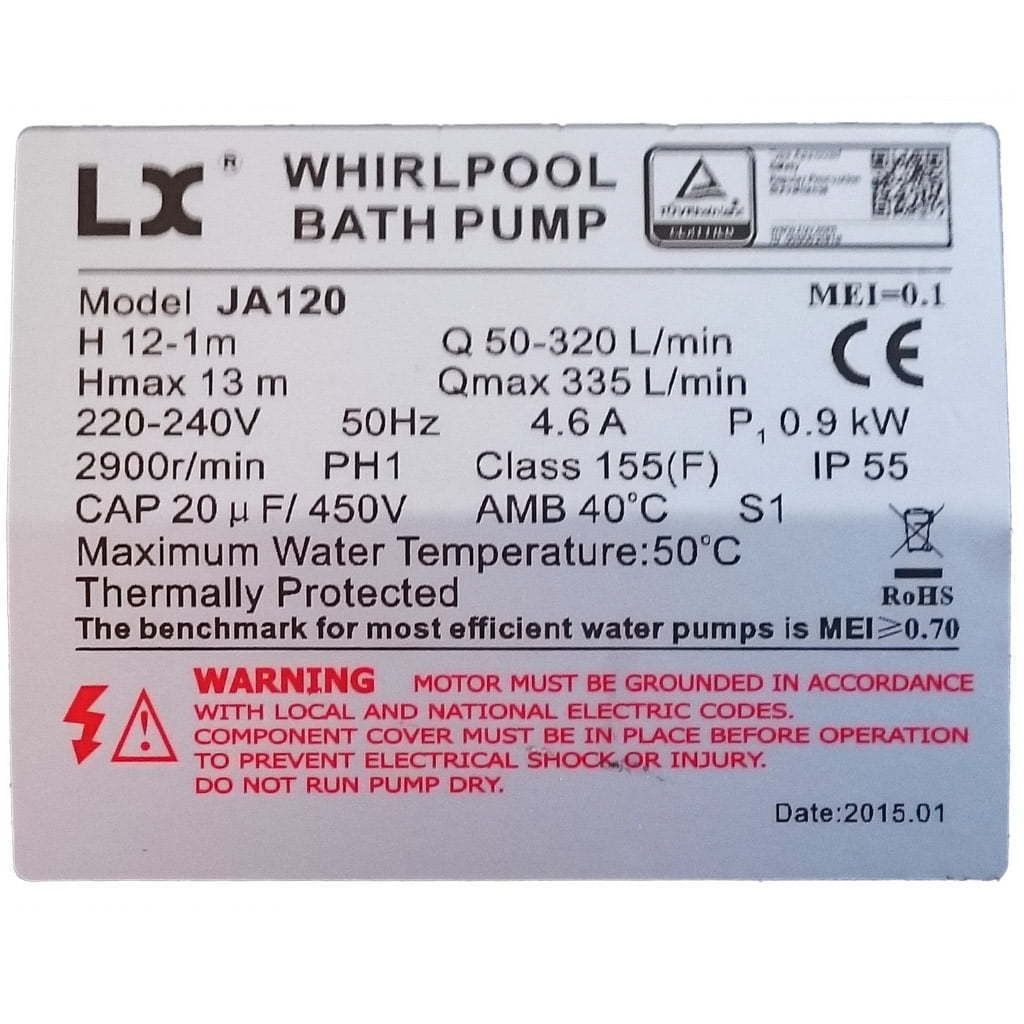 LX ®
WHIRLPOOL
BATH PUMP
CERTIFIED
Model JA120
MEI=0.1
H 12-1m Q 50-320 L/min
CE
Hmax 13 m Qmax 335 L/min
220-240V 50Hz 4.6 A P₁ 0.9 kW
2900r/min PH1 Class 155(F) IP 55
CAP 20 μ F/ 450V AMB 40°C S1
Maximum Water Temperature:50°C
Thermally Protected
RoHS
The benchmark for most efficient water pumps is MEI≥0.70
WARNING MOTOR MUST BE GROUNDED IN ACCORDANCE
WITH LOCAL AND NATIONAL ELECTRIC CODES.
COMPONENT COVER MUST BE IN PLACE BEFORE OPERATION
TO PREVENT ELECTRICAL SHOCK OR INJURY.
DO NOT RUN PUMP DRY.
Date:2015.01